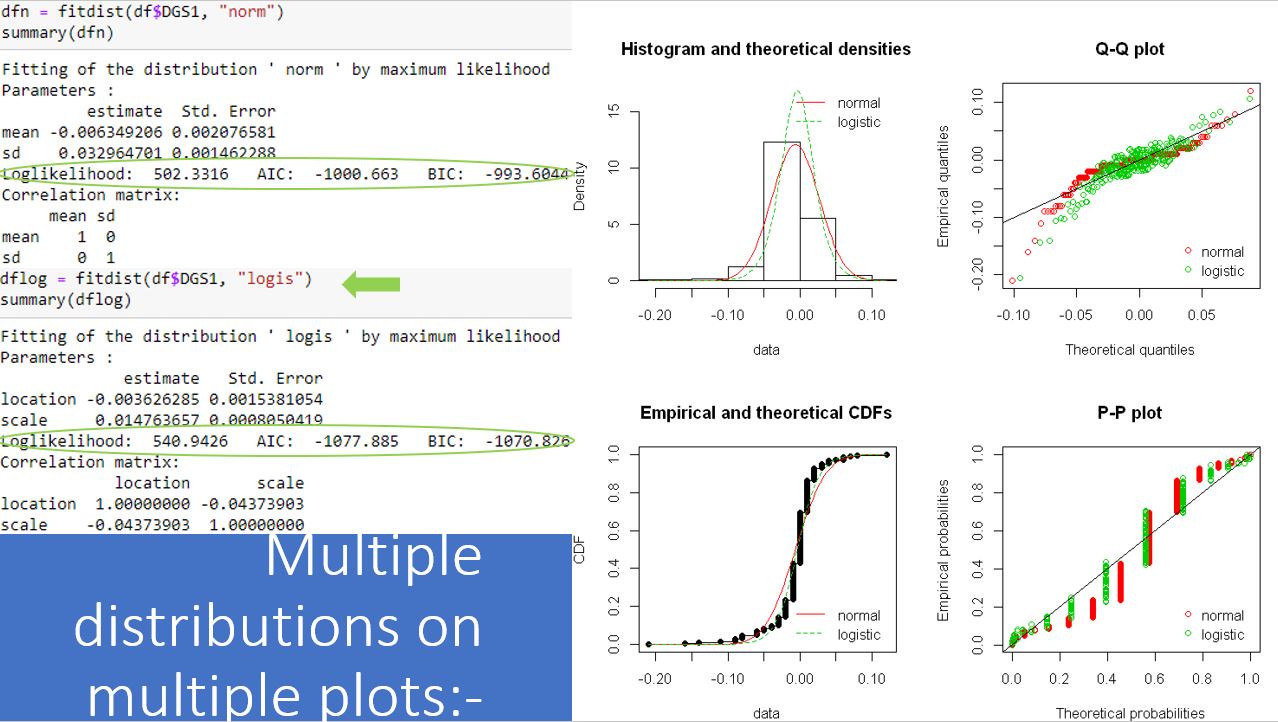 dfn = fitdist(df$DGS1, "norm")
summary(dfn)
Fitting of the distribution ' norm ' by maximum likelihood
Parameters :
estimate Std. Error
mean -0.006349206 0.002076581
sd 0.032964701 0.001462288
Loglikelihood: 502.3316 AIC: -1000.663 BIC: -993.6044
Correlation matrix:
mean sd
mean 1 0
sd 0 1
dflog = fitdist(df$DGS1, "logis")
summary(dflog)
Fitting of the distribution ' logis ' by maximum likelihood
Parameters :
estimate Std. Error
location -0.003626285 0.0015381054
scale 0.014763657 0.0008050419
Loglikelihood: 540.9426 AIC: -1077.885 BIC: -1070.826
Correlation matrix:
location scale
location 1.00000000 -0.04373903
scale -0.04373903 1.00000000
Multiple
distributions on
multiple plots:-
Histogram and theoretical densities
normal
logistic
Density
15
10
5
0
-0.20 -0.10 0.00 0.10
data
Q-Q plot
Empirical quantiles
0.10
0.00
-0.10
-0.20
normal
logistic
-0.10 -0.05 0.00 0.05
Theoretical quantiles
Empirical and theoretical CDFs
CDF
1.0
0.8
0.6
0.4
0.2
0.0
normal
logistic
-0.20 -0.10 0.00 0.10
data
P-P plot
Empirical probabilities
1.0
0.8
0.6
0.4
0.2
0.0
normal
logistic
0.0 0.2 0.4 0.6 0.8 1.0
Theoretical probabilities